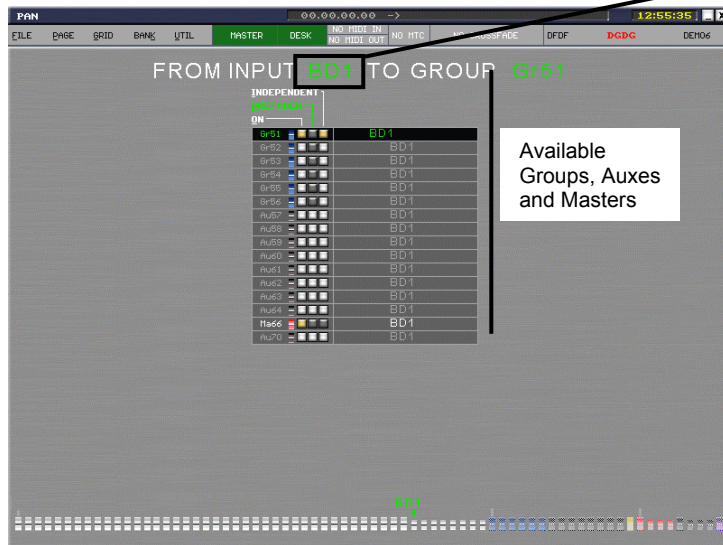 PAN 00.00.00.00 -> 12:55:35
FILE PAGE GRID BANK UTIL MASTER DESK NO MIDI IN NO MTC NO CROSSFADE DFDF DGDG DEMO6
NO MIDI OUT
FROM INPUT BD1 TO GROUP Gr51
INDEPENDENT
ON
Gr51 BD1
Gr52 BD1
Gr53 BD1
Gr54 BD1
Gr55 BD1
Gr56 BD1
Au57 BD1
Au58 BD1
Au59 BD1
Au60 BD1
Au61 BD1
Au62 BD1
Au63 BD1
Au64 BD1
Ma66 BD1
Au70 BD1
Available
Groups, Auxes
and Masters
BD1